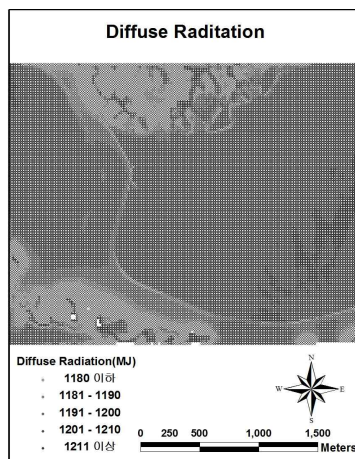 Diffuse Raditation
Diffuse Radiation(MJ)
1180 이하
1181 - 1190
1191 - 1200
1201 - 1210
1211 이상
N
W E
S
0 250 500 1,000 1,500
Meters